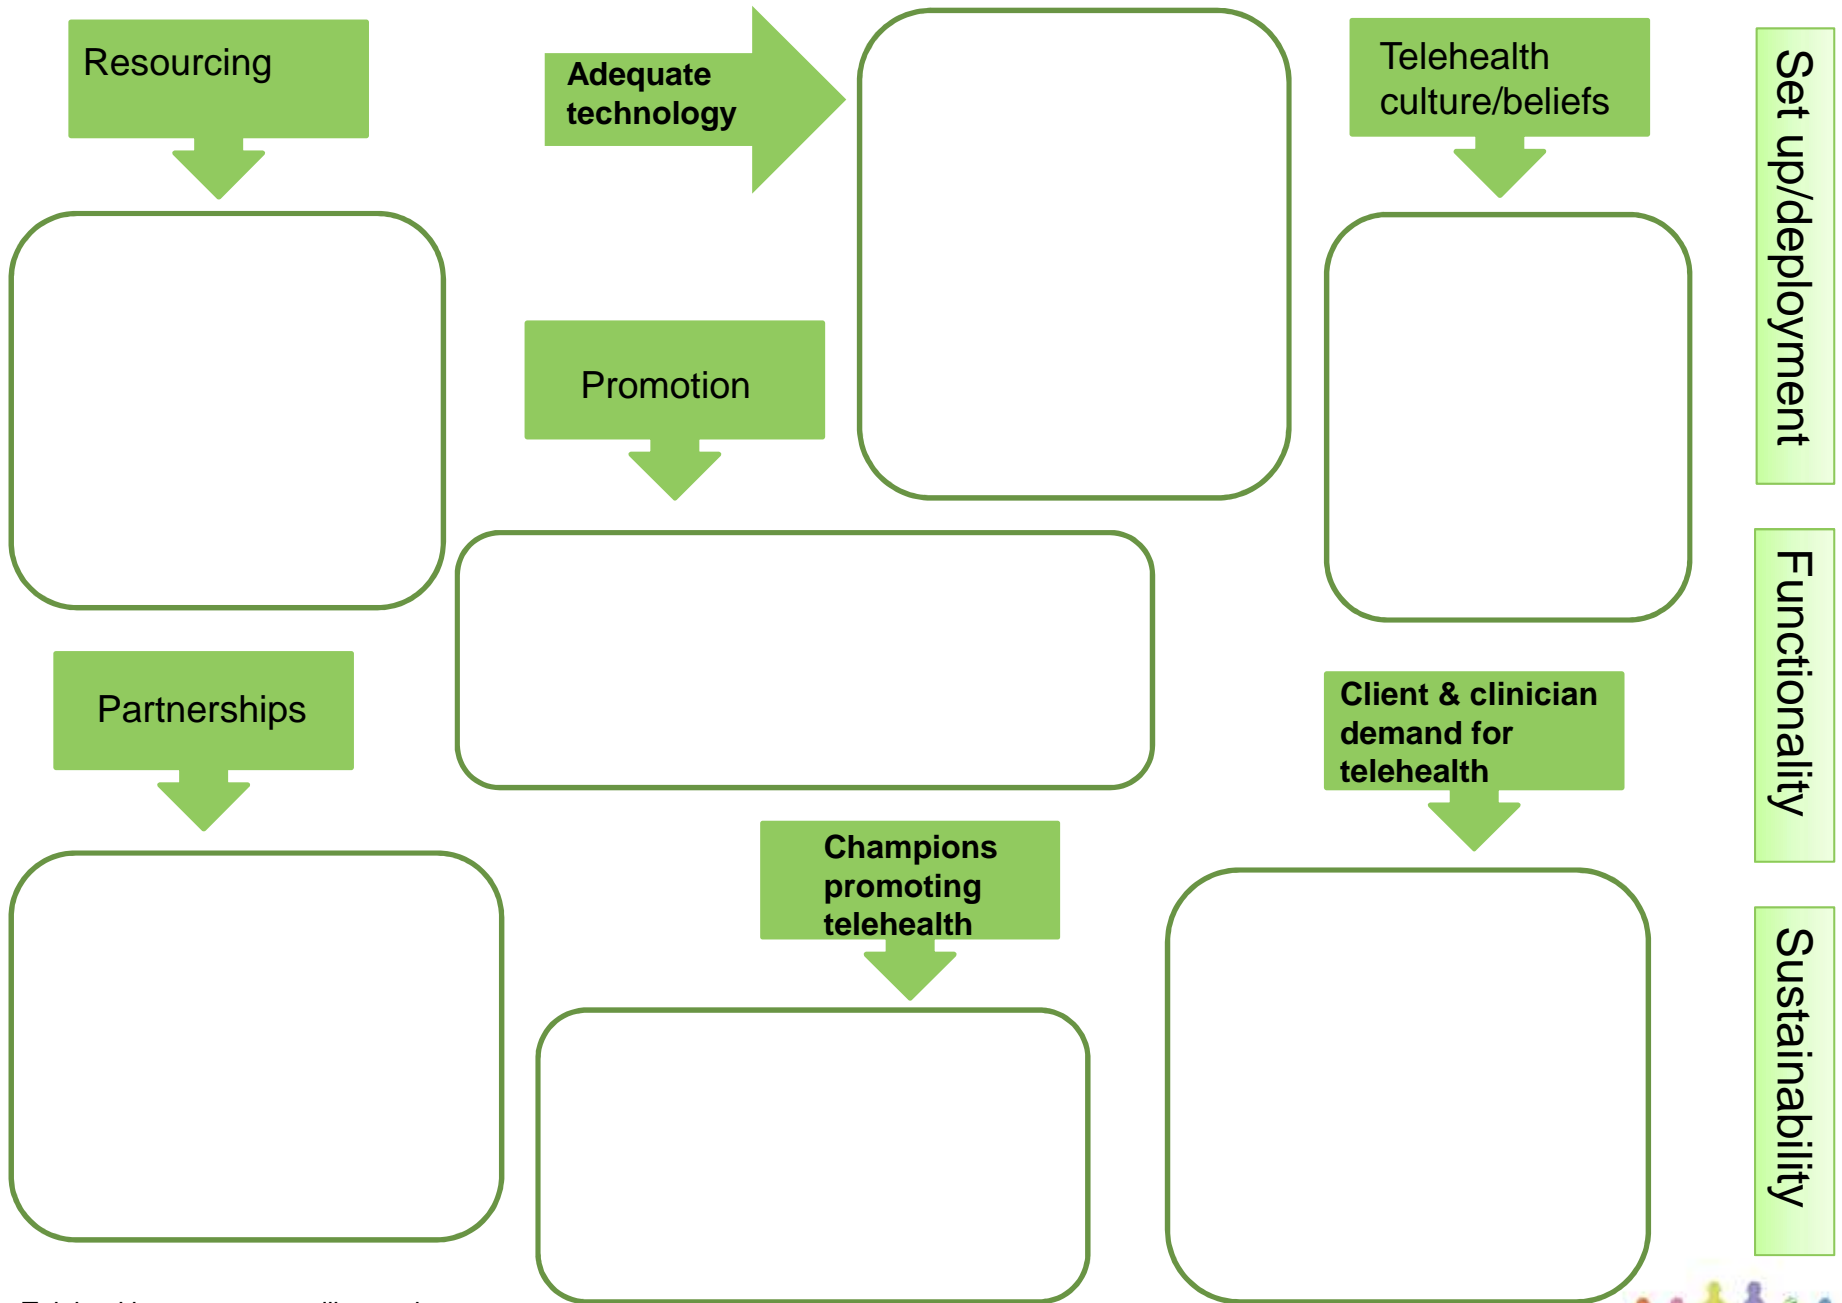 Resourcing
Adequate
technology
Telehealth
culture/beliefs
Set up/deployment
Promotion
Functionality
Partnerships
Client & clinician
demand for
telehealth
Champions
promoting
telehealth
Sustainability